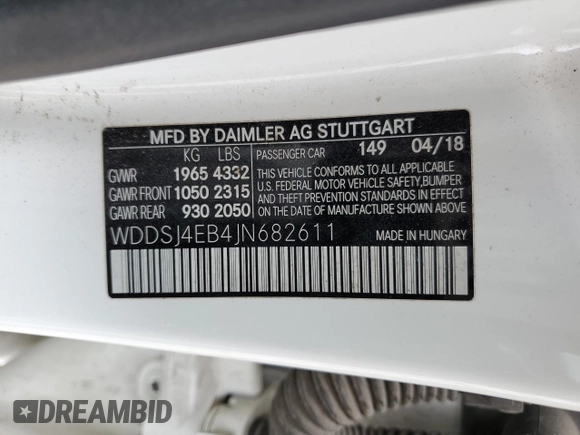 MFD BY DAIMLER AG STUTTGART
KG LBS PASSENGER CAR 149 04/18
GVWR 1965 4332
GAWR FRONT 1050 2315
GAWR REAR 930 2050
THIS VEHICLE CONFORMS TO ALL APPLICABLE
U.S. FEDERAL MOTOR VEHICLE SAFETY, BUMPER
AND THEFT PREVENTION STANDARDS IN EFFECT
ON THE DATE OF MANUFACTURE SHOWN ABOVE.
WDDSJ4EB4JN682611 MADE IN HUNGARY
DREAMBID